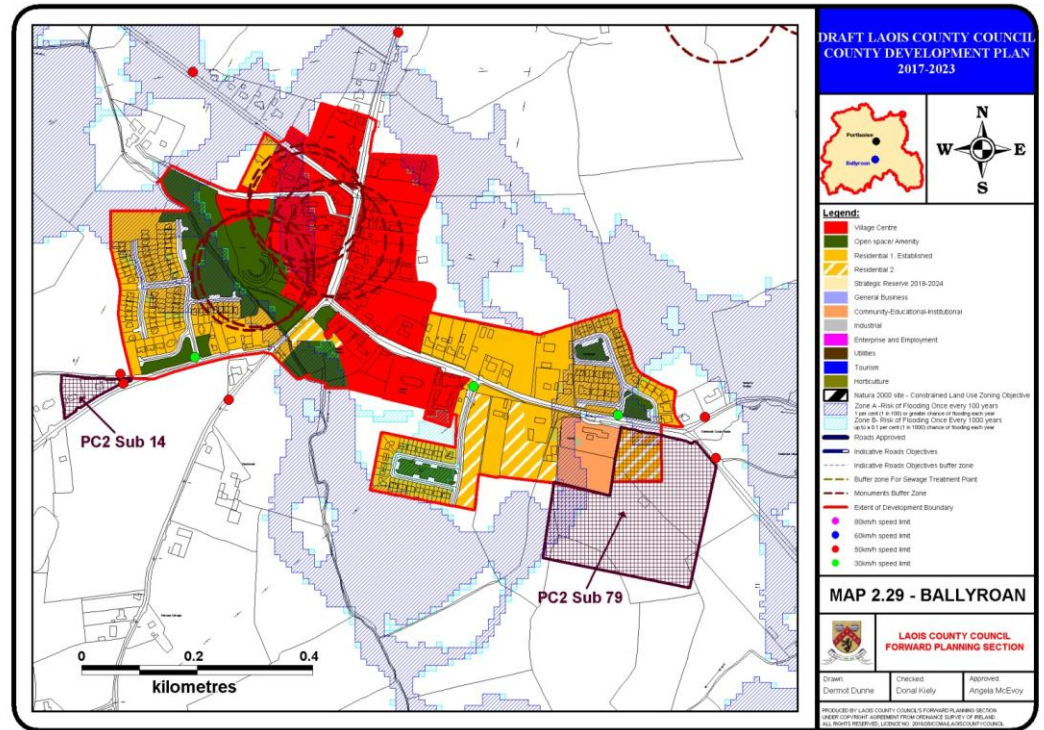 DRAFT LAOIS COUNTY COUNCIL
COUNTY DEVELOPMENT PLAN
2017-2023
Portlaoise
Ballyroan
N
W
E
S
Legend:
Village Centre
Open space/ Amenity
Residential 1. Established
Residential 2
Strategic Reserve 2018-2024
General Business
Community-Educational-Institutional
Industrial
Enterprise and Employment
Utilities
Tourism
Horticulture
Natura 2000 site - Constrained Land Use Zoning Objective
Zone A -Risk of Flooding Once every 100 years
1 per cent (1 in 100) or greater chance of flooding each year
Zone B- Risk of Flooding Once Every 1000 years
up to a 0.1 per cent (1 in 1000) chance of flooding each year
Roads Approved
Indicative Roads Objectives
Indicative Roads Objectives buffer zone
Buffer zone For Sewage Treatment Plant
Monuments Buffer Zone
Extent of Development Boundary
80km/h speed limit
60km/h speed limit
50km/h speed limit
30km/h speed limit
PC2 Sub 14
PC2 Sub 79
0 0.2 0.4
kilometres
MAP 2.29 - BALLYROAN
LAOIS COUNTY COUNCIL
FORWARD PLANNING SECTION
Drawn:
Dermot Dunne
Checked:
Donal Kiely
Approved:
Angela McEvoy
PRODUCED BY LAOIS COUNTY COUNCIL'S FORWARD PLANNING SECTION
UNDER COPYRIGHT AGREEMENT FROM ORDNANCE SURVEY OF IRELAND.
ALL RIGHTS RESERVED. LICENCE NO.